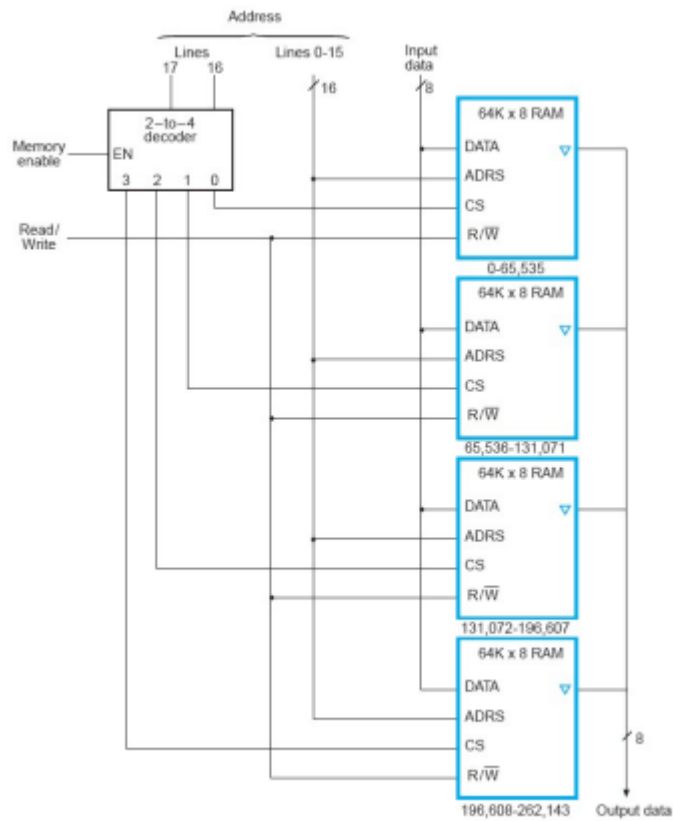 Address
Lines
17 16
Lines 0-15
16
Input
data
8
2–to–4
decoder
Memory
enable
EN
3 2 1 0
Read/
Write
64K x 8 RAM
DATA
ADRS
CS
R/W̅
0-65,535
64K x 8 RAM
DATA
ADRS
CS
R/W̅
65,536-131,071
64K x 8 RAM
DATA
ADRS
CS
R/W̅
131,072-196,607
64K x 8 RAM
DATA
ADRS
CS
R/W̅
196,608-262,143
8
Output data